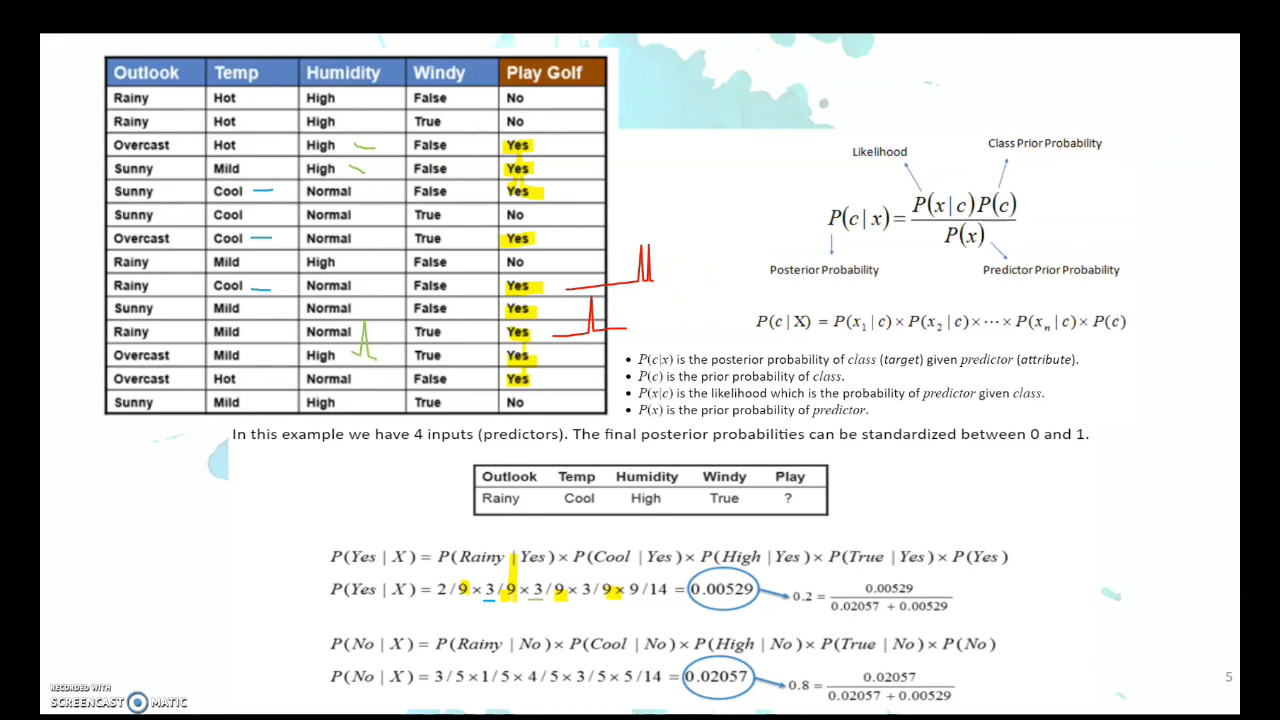 Outlook Temp Humidity Windy Play Golf
Rainy Hot High False No
Rainy Hot High True No
Overcast Hot High False Yes
Sunny Mild High False Yes
Sunny Cool Normal False Yes
Sunny Cool Normal True No
Overcast Cool Normal True Yes
Rainy Mild High False No
Rainy Cool Normal False Yes
Sunny Mild Normal False Yes
Rainy Mild Normal True Yes
Overcast Mild High True Yes
Overcast Hot Normal False Yes
Sunny Mild High True No
Likelihood
Class Prior Probability
P(c | x) = P(x | c)P(c) / P(x)
Posterior Probability
Predictor Prior Probability
P(c | X) = P(x₁ | c) × P(x₂ | c) × ··· × P(xₙ | c) × P(c)
• P(c|x) is the posterior probability of class (target) given predictor (attribute).
• P(c) is the prior probability of class.
• P(x|c) is the likelihood which is the probability of predictor given class.
• P(x) is the prior probability of predictor.
In this example we have 4 inputs (predictors). The final posterior probabilities can be standardized between 0 and 1.
Outlook Temp Humidity Windy Play
Rainy Cool High True ?
P(Yes | X) = P(Rainy | Yes) × P(Cool | Yes) × P(High | Yes) × P(True | Yes) × P(Yes)
P(Yes | X) = 2/9 × 3/9 × 3/9 × 3/9 × 9/14 = 0.00529
0.2 = 0.00529 / 0.02057 + 0.00529
P(No | X) = P(Rainy | No) × P(Cool | No) × P(High | No) × P(True | No) × P(No)
P(No | X) = 3/5 × 1/5 × 4/5 × 3/5 × 5/14 = 0.02057
0.8 = 0.02057 / 0.02057 + 0.00529
5
RECORDED WITH
SCREENCAST MATIC